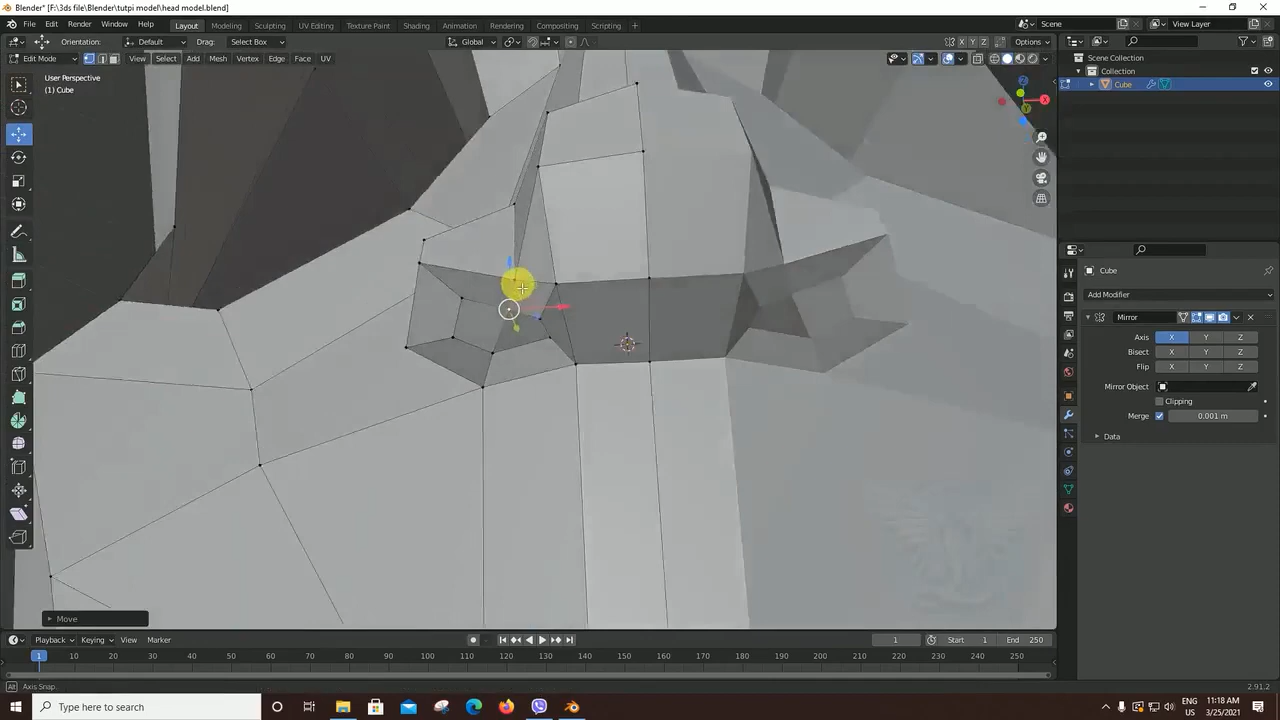 Blender* [F:\3ds file\Blender\tutpi model\head model.blend]
File Edit Render Window Help Layout Modeling Sculpting UV Editing Texture Paint Shading Animation Rendering Compositing Scripting + Scene View Layer
Orientation: Default Drag: Select Box Global X Y Z Options
Edit Mode View Select Add Mesh Vertex Edge Face UV
User Perspective
(1) Cube
Scene Collection
Collection
Cube
X
Y
Z
Cube
Add Modifier
Mirror
Axis X Y Z
Bisect X Y Z
Flip X Y Z
Mirror Object
Clipping
Merge 0.001 m
Data
Move
Playback Keying View Marker 1 Start 1 End 250
1 10 20 30 40 50 60 70 80 90 100 110 120 130 140 150 160 170 180 190 200 210 220 230 240 250
Axis Snap 2.91.2
Type here to search
ENG 11:18 AM
US 3/25/2021